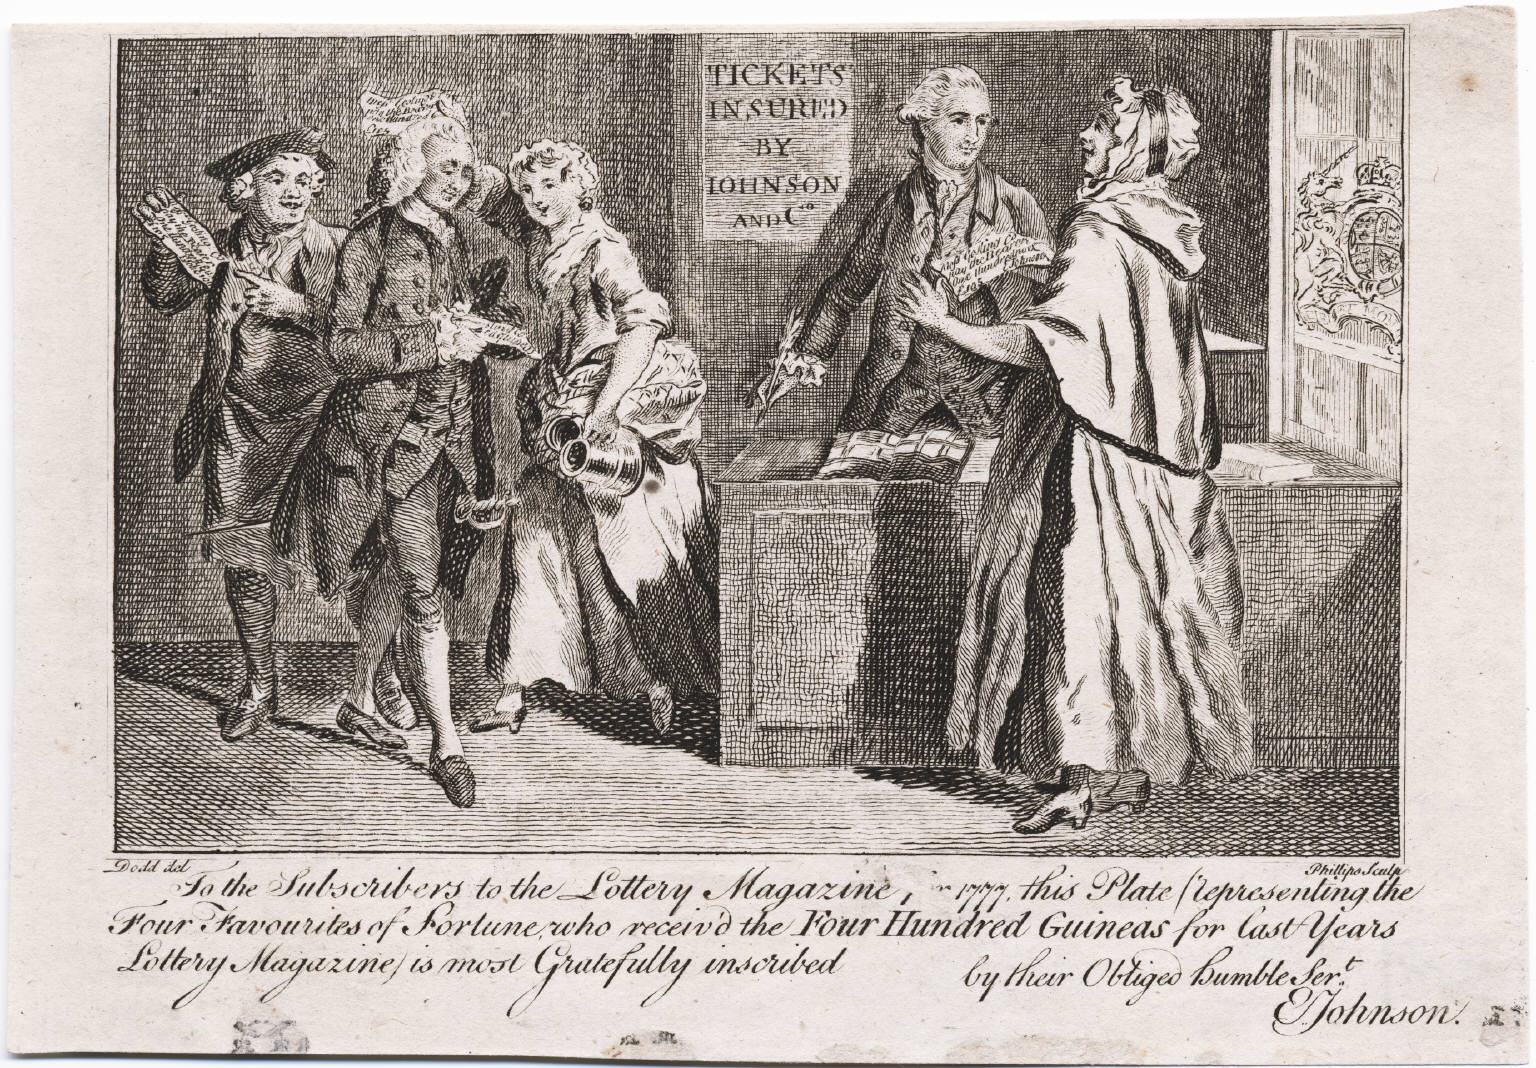 TICKETS
INSURED
BY
IOHNSON
AND Co.
Dodd del
Phillips Sculp
To the Subscribers to the Lottery Magazine, for 1777, this Plate (representing the
Four Favourites of Fortune, who receiv'd the Four Hundred Guineas for last Years
Lottery Magazine) is most Gratefully inscribed by their Obliged humble Sert.
E. Johnson.